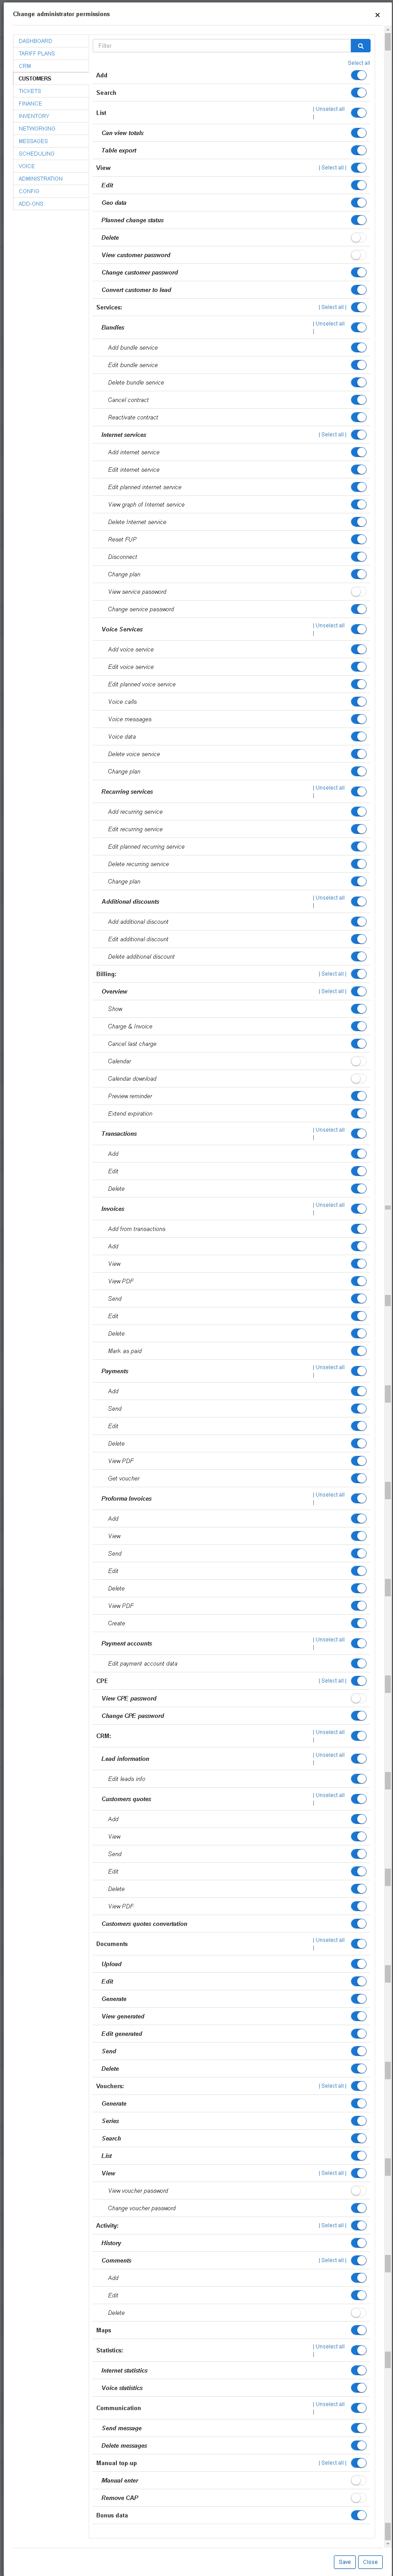 Change administrator permissions
×
DASHBOARD
TARIFF PLANS
CRM
CUSTOMERS
TICKETS
FINANCE
INVENTORY
NETWORKING
MESSAGES
SCHEDULING
VOICE
ADMINISTRATION
CONFIG
ADD-ONS
Filter
Select all
Add
Search
List | Unselect all |
Can view totals
Table export
View | Select all |
Edit
Geo data
Planned change status
Delete
View customer password
Change customer password
Convert customer to lead
Services: | Select all |
Bundles | Unselect all |
Add bundle service
Edit bundle service
Delete bundle service
Cancel contract
Reactivate contract
Internet services | Select all |
Add internet service
Edit internet service
Edit planned internet service
View graph of Internet service
Delete Internet service
Reset FUP
Disconnect
Change plan
View service password
Change service password
Voice Services | Unselect all |
Add voice service
Edit voice service
Edit planned voice service
Voice calls
Voice messages
Voice data
Delete voice service
Change plan
Recurring services | Unselect all |
Add recurring service
Edit recurring service
Edit planned recurring service
Delete recurring service
Change plan
Additional discounts | Unselect all |
Add additional discount
Edit additional discount
Delete additional discount
Billing: | Select all |
Overview | Select all |
Show
Charge & Invoice
Cancel last charge
Calendar
Calendar download
Preview reminder
Extend expiration
Transactions | Unselect all |
Add
Edit
Delete
Invoices | Unselect all |
Add from transactions
Add
View
View PDF
Send
Edit
Delete
Mark as paid
Payments | Unselect all |
Add
Send
Edit
Delete
View PDF
Get voucher
Proforma Invoices | Unselect all |
Add
View
Send
Edit
Delete
View PDF
Create
Payment accounts | Unselect all |
Edit payment account data
CPE | Select all |
View CPE password
Change CPE password
CRM: | Unselect all |
Lead information | Unselect all |
Edit leads info
Customers quotes | Unselect all |
Add
View
Send
Edit
Delete
View PDF
Customers quotes convertation
Documents | Unselect all |
Upload
Edit
Generate
View generated
Edit generated
Send
Delete
Vouchers: | Select all |
Generate
Series
Search
List
View | Select all |
View voucher password
Change voucher password
Activity: | Select all |
History
Comments | Select all |
Add
Edit
Delete
Maps
Statistics: | Unselect all |
Internet statistics
Voice statistics
Communication | Unselect all |
Send message
Delete messages
Manual top-up | Select all |
Manual enter
Remove CAP
Bonus data
Save Close